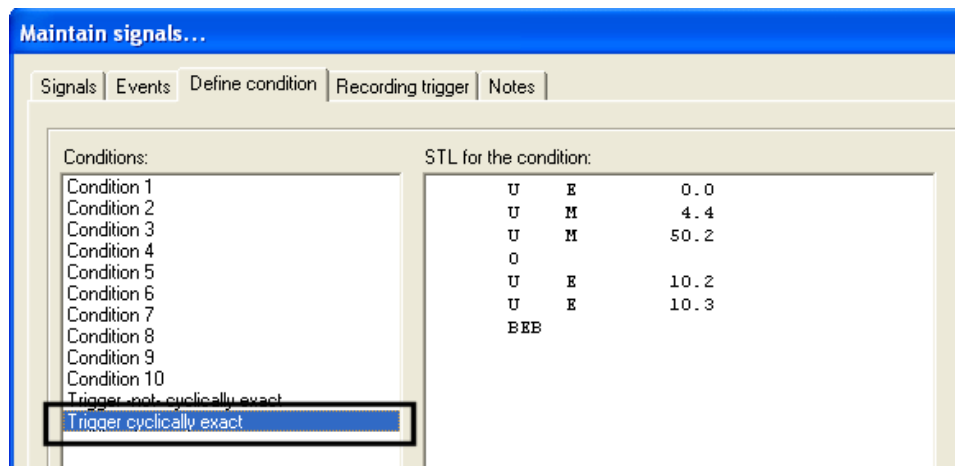 Maintain signals...
Signals Events Define condition Recording trigger Notes
Conditions:
Condition 1
Condition 2
Condition 3
Condition 4
Condition 5
Condition 6
Condition 7
Condition 8
Condition 9
Condition 10
Trigger -not- cyclically exact
Trigger cyclically exact
STL for the condition:
U E 0.0
U M 4.4
U M 50.2
O
U E 10.2
U E 10.3
BEB